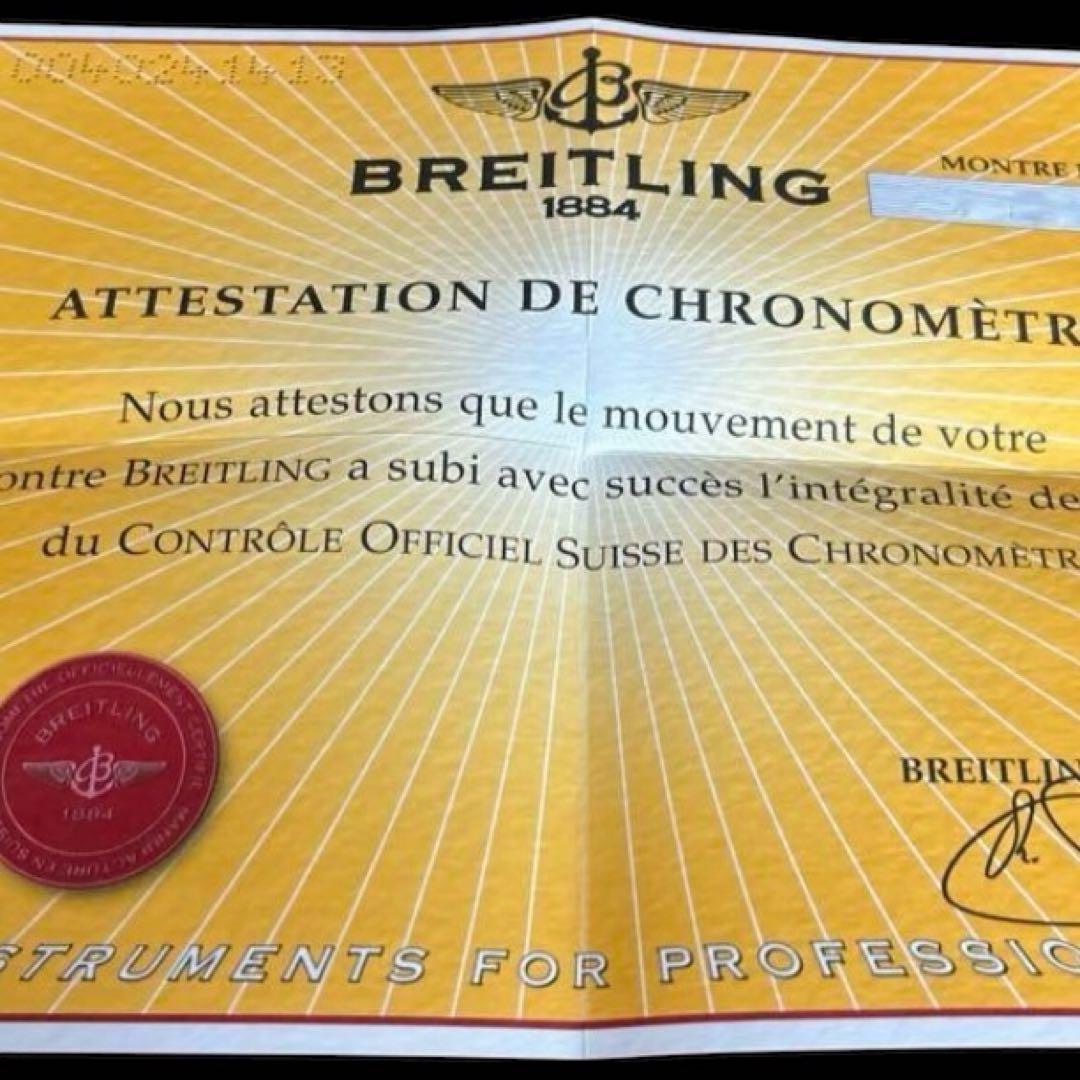 BREITLING
1884
MONTRE
ATTESTATION DE CHRONOMÈTR
Nous attestons que le mouvement de votre
ontre BREITLING a subi avec succès l'intégralité de
du CONTRÔLE OFFICIEL SUISSE DES CHRONOMÈTR
BREITLING
1884
BREITLIN
STRUMENTS FOR PROFESSIO